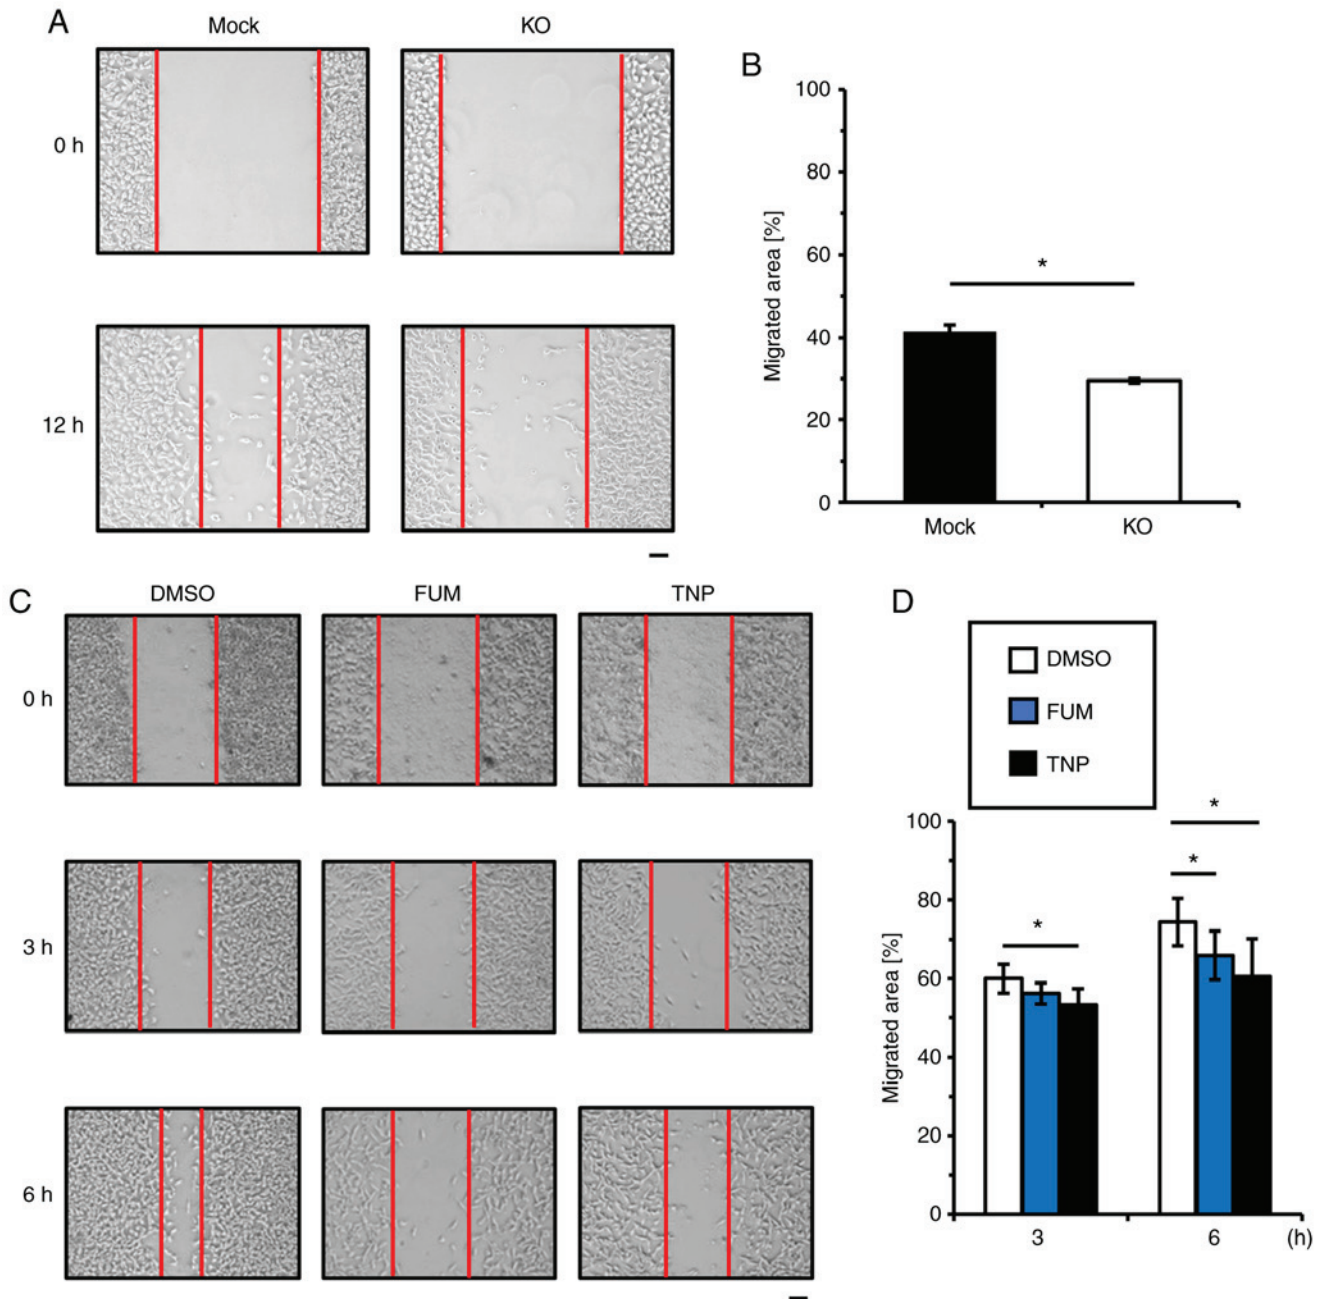 A
Mock
KO
0 h
12 h
B
100
80
60
40
20
0
Migrated area [%]
*
Mock
KO
C
DMSO
FUM
TNP
0 h
3 h
6 h
D
DMSO
FUM
TNP
100
80
60
40
20
0
Migrated area [%]
*
*
*
3
6
(h)